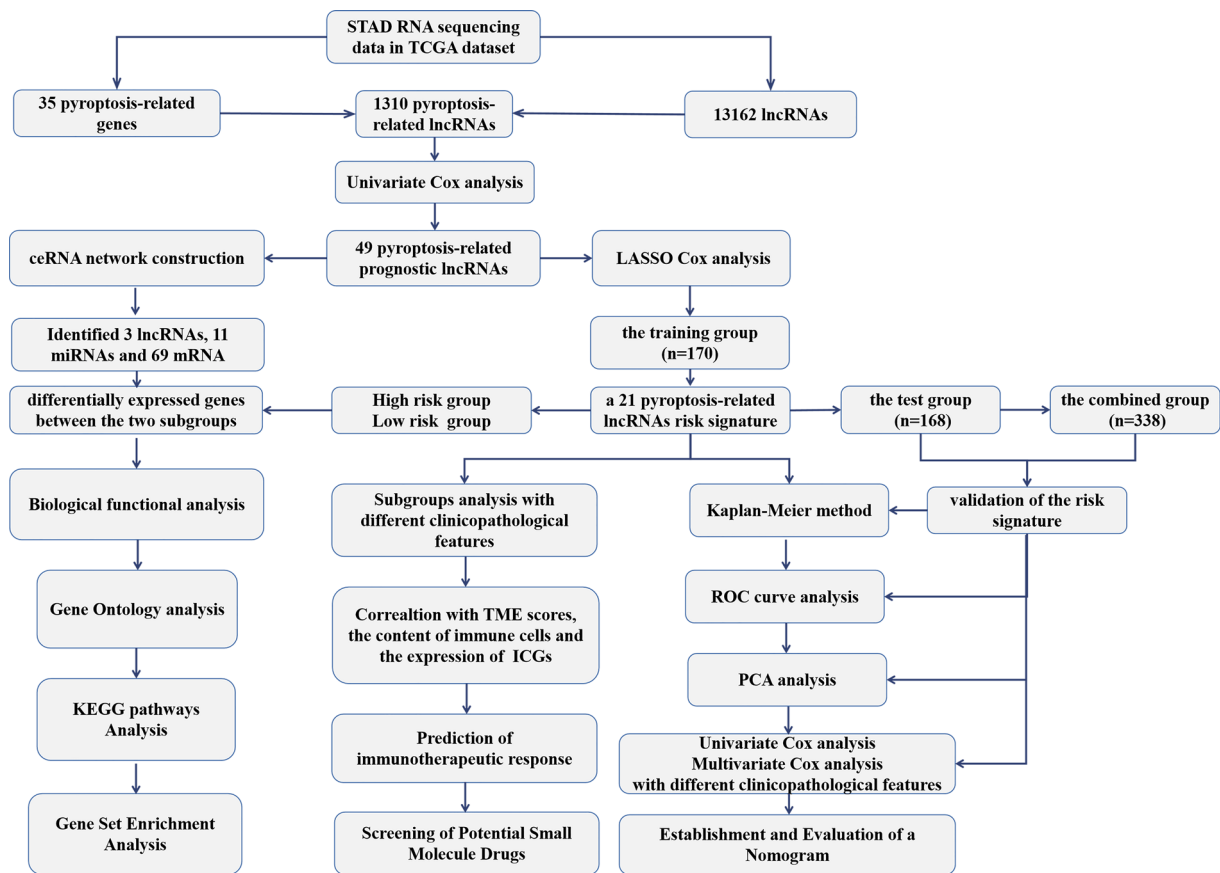 STAD RNA sequencing
data in TCGA dataset
35 pyroptosis-related
genes
1310 pyroptosis-
related lncRNAs
13162 lncRNAs
Univariate Cox analysis
ceRNA network construction
49 pyroptosis-related
prognostic lncRNAs
LASSO Cox analysis
Identified 3 lncRNAs, 11
miRNAs and 69 mRNA
the training group
(n=170)
differentially expressed genes
between the two subgroups
High risk group
Low risk group
a 21 pyroptosis-related
lncRNAs risk signature
the test group
(n=168)
the combined group
(n=338)
Biological functional analysis
Subgroups analysis with
different clinicopathological
features
Kaplan-Meier method
validation of the risk
signature
Gene Ontology analysis
Correaltion with TME scores,
the content of immune cells and
the expression of ICGs
ROC curve analysis
PCA analysis
KEGG pathways
Analysis
Prediction of
immunotherapeutic response
Univariate Cox analysis
Multivariate Cox analysis
with different clinicopathological features
Gene Set Enrichment
Analysis
Screening of Potential Small
Molecule Drugs
Establishment and Evaluation of a
Nomogram